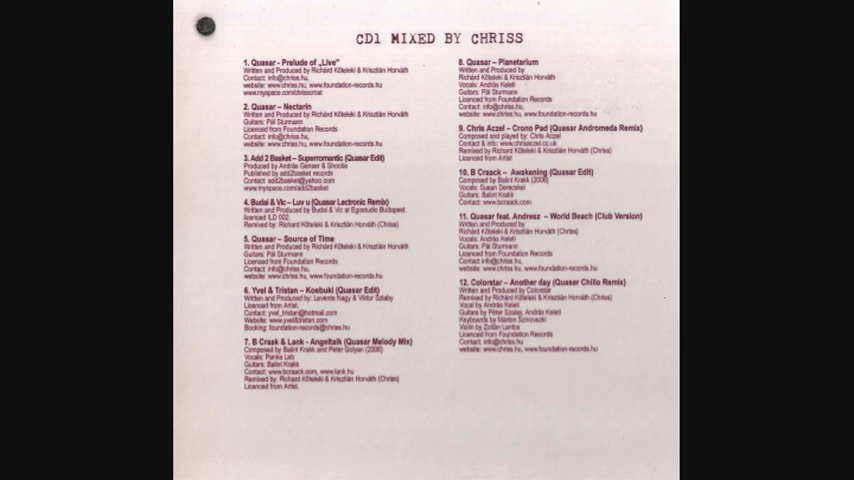 CD1 MIXED BY CHRISS
1. Quasar - Prelude of „Live"
Written and Produced by Richárd Kőteleki & Krisztián Horváth
Contact: info@chriss.hu,
website: www.chriss.hu, www.foundation-records.hu
www.myspace.com/chrisscroat
2. Quasar – Nectarin
Written and Produced by Richárd Kőteleki & Krisztián Horváth
Guitars: Pál Sturmann
Licenced from Foundation Records
Contact: info@chriss.hu,
website: www.chriss.hu, www.foundation-records.hu
3. Add 2 Basket – Superromantic (Quasar Edit)
Produced by András Genser & Shoobie
Published by add2basket records
Contact: add2basket@yahoo.com
www.myspace.com/add2basket
4. Budai & Vic – Luv u (Quasar Lectronic Remix)
Written and Produced by Budai & Vic at Egostudio Budapest.
licenced ILD 002.
Remixed by: Richard Kőteleki & Krisztián Horváth (Chriss)
5. Quasar – Source of Time
Written and Produced by Richárd Kőteleki & Krisztián Horváth
Guitars: Pál Sturmann
Licenced from Foundation Records
Contact: info@chriss.hu,
website: www.chriss.hu, www.foundation-records.hu
6. Yvel & Tristan – Koebuki (Quasar Edit)
Written and Produced by: Levente Nagy & Viktor Szlaby
Licenced from Artist.
Contact: yvel_tristan@hotmail.com
Website: www.yvel&tristan.com
Booking: foundation-records@chriss.hu
7. B Craak & Lank - Angeltalk (Quasar Melody Mix)
Composed by Balint Krakk and Peter Golyan (2006)
Vocals: Panka Leb
Guitars: Balint Krakk
Contact: www.bcraack.com, www.lank.hu
Remixed by: Richard Kőteleki & Krisztián Horváth (Chriss)
Licenced from Artist.
8. Quasar – Planetarium
Written and Produced by
Richárd Kőteleki & Krisztián Horváth
Vocals: András Keleti
Guitars: Pál Sturmann
Licenced from Foundation Records
Contact: info@chriss.hu,
website: www.chriss.hu, www.foundation-records.hu
9. Chris Aczel – Crono Pad (Quasar Andromeda Remix)
Composed and played by: Chris Aczel
Contact & info: www.chrisaczel.co.uk
Remixed by Richárd Kőteleki & Krisztián Horváth (Chriss)
Licenced from Artist
10. B Craack – Awakening (Quasar Edit)
Composed by Balint Krakk (2006)
Vocals: Susan Derecskei
Guitars: Balint Krakk
Contact: www.bcraack.com
11. Quasar feat. Andresz – World Beach (Club Version)
Written and Produced by
Richárd Kőteleki & Krisztián Horváth (Chriss)
Vocals: András Keleti
Guitars: Pál Sturmann
Licenced from Foundation Records
Contact info@chriss.hu,
website: www.chriss.hu, www.foundation-records.hu
12. Colorstar – Another day (Quasar Chillo Remix)
Written and Produced by Colorstar
Remixed by Richárd Kőteleki & Krisztián Horváth (Chriss)
Vocal by András Keleti
Guitars by Péter Szalay, András Keleti
Keyboards by Márton Szinovszki
Violin by Zoltán Lantos
Licenced from Foundation Records
Contact: info@chriss.hu
website: www.chriss.hu, www.foundation-records.hu